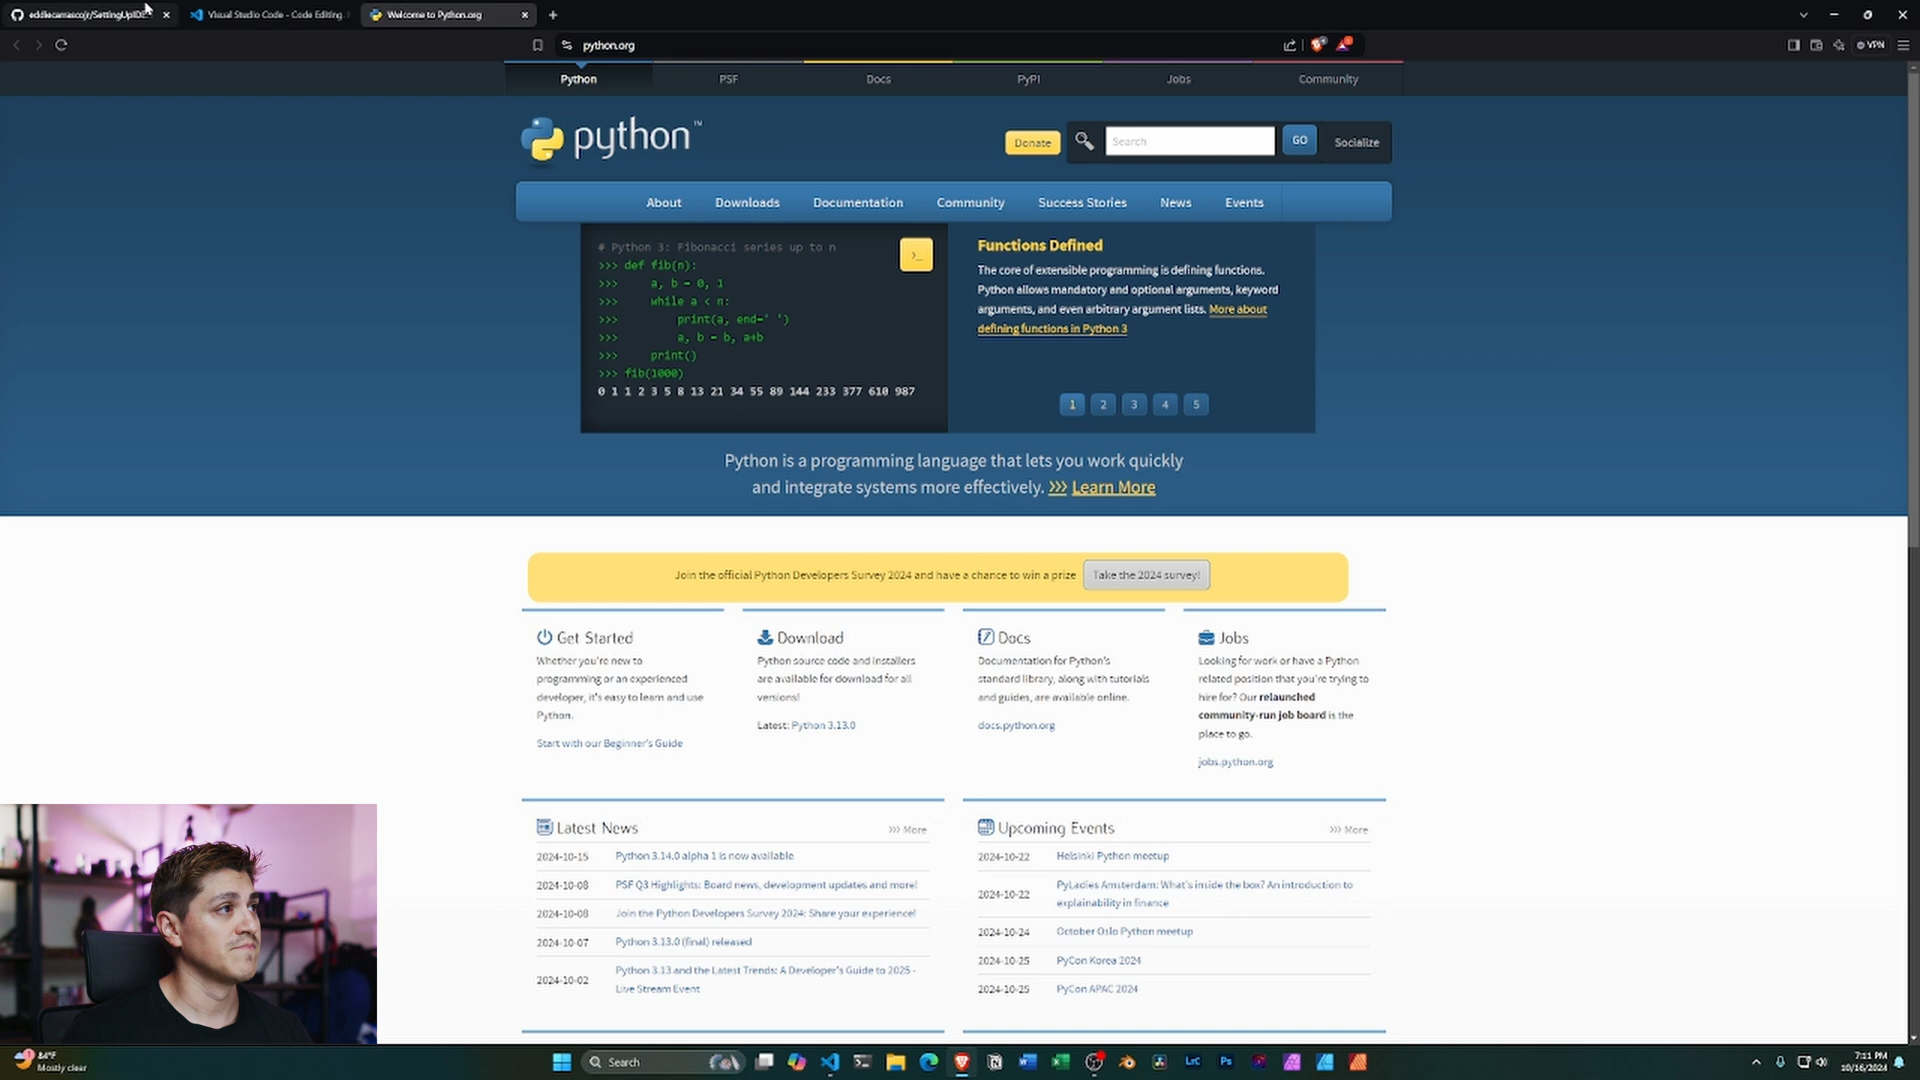 eddiecarrascojr/SettingUpIDE...
Visual Studio Code - Code Editing.
Welcome to Python.org
python.org
VPN
Python
PSF
Docs
PyPI
Jobs
Community
python™
Donate
Search
GO
Socialize
About
Downloads
Documentation
Community
Success Stories
News
Events
# Python 3: Fibonacci series up to n
>>> def fib(n):
>>>     a, b = 0, 1
>>>     while a < n:
>>>         print(a, end=' ')
>>>         a, b = b, a+b
>>>     print()
>>> fib(1000)
0 1 1 2 3 5 8 13 21 34 55 89 144 233 377 610 987
>_
Functions Defined
The core of extensible programming is defining functions.
Python allows mandatory and optional arguments, keyword
arguments, and even arbitrary argument lists. More about
defining functions in Python 3
1
2
3
4
5
Python is a programming language that lets you work quickly
and integrate systems more effectively. >>> Learn More
Join the official Python Developers Survey 2024 and have a chance to win a prize
Take the 2024 survey!
Get Started
Whether you're new to
programming or an experienced
developer, it's easy to learn and use
Python.
Start with our Beginner's Guide
Download
Python source code and installers
are available for download for all
versions!
Latest: Python 3.13.0
Docs
Documentation for Python's
standard library, along with tutorials
and guides, are available online.
docs.python.org
Jobs
Looking for work or have a Python
related position that you're trying to
hire for? Our relaunched
community-run job board is the
place to go.
jobs.python.org
Latest News
>>> More
2024-10-15 Python 3.14.0 alpha 1 is now available
2024-10-08 PSF Q3 Highlights: Board news, development updates and more!
2024-10-08 Join the Python Developers Survey 2024: Share your experience!
2024-10-07 Python 3.13.0 (final) released
2024-10-02 Python 3.13 and the Latest Trends: A Developer's Guide to 2025 -
Live Stream Event
Upcoming Events
>>> More
2024-10-22 Helsinki Python meetup
2024-10-22 PyLadies Amsterdam: What's inside the box? An introduction to
explainability in finance
2024-10-24 October Oslo Python meetup
2024-10-25 PyCon Korea 2024
2024-10-25 PyCon APAC 2024
84°F
Mostly clear
Search
LrC
Ps
7:11 PM
10/16/2024